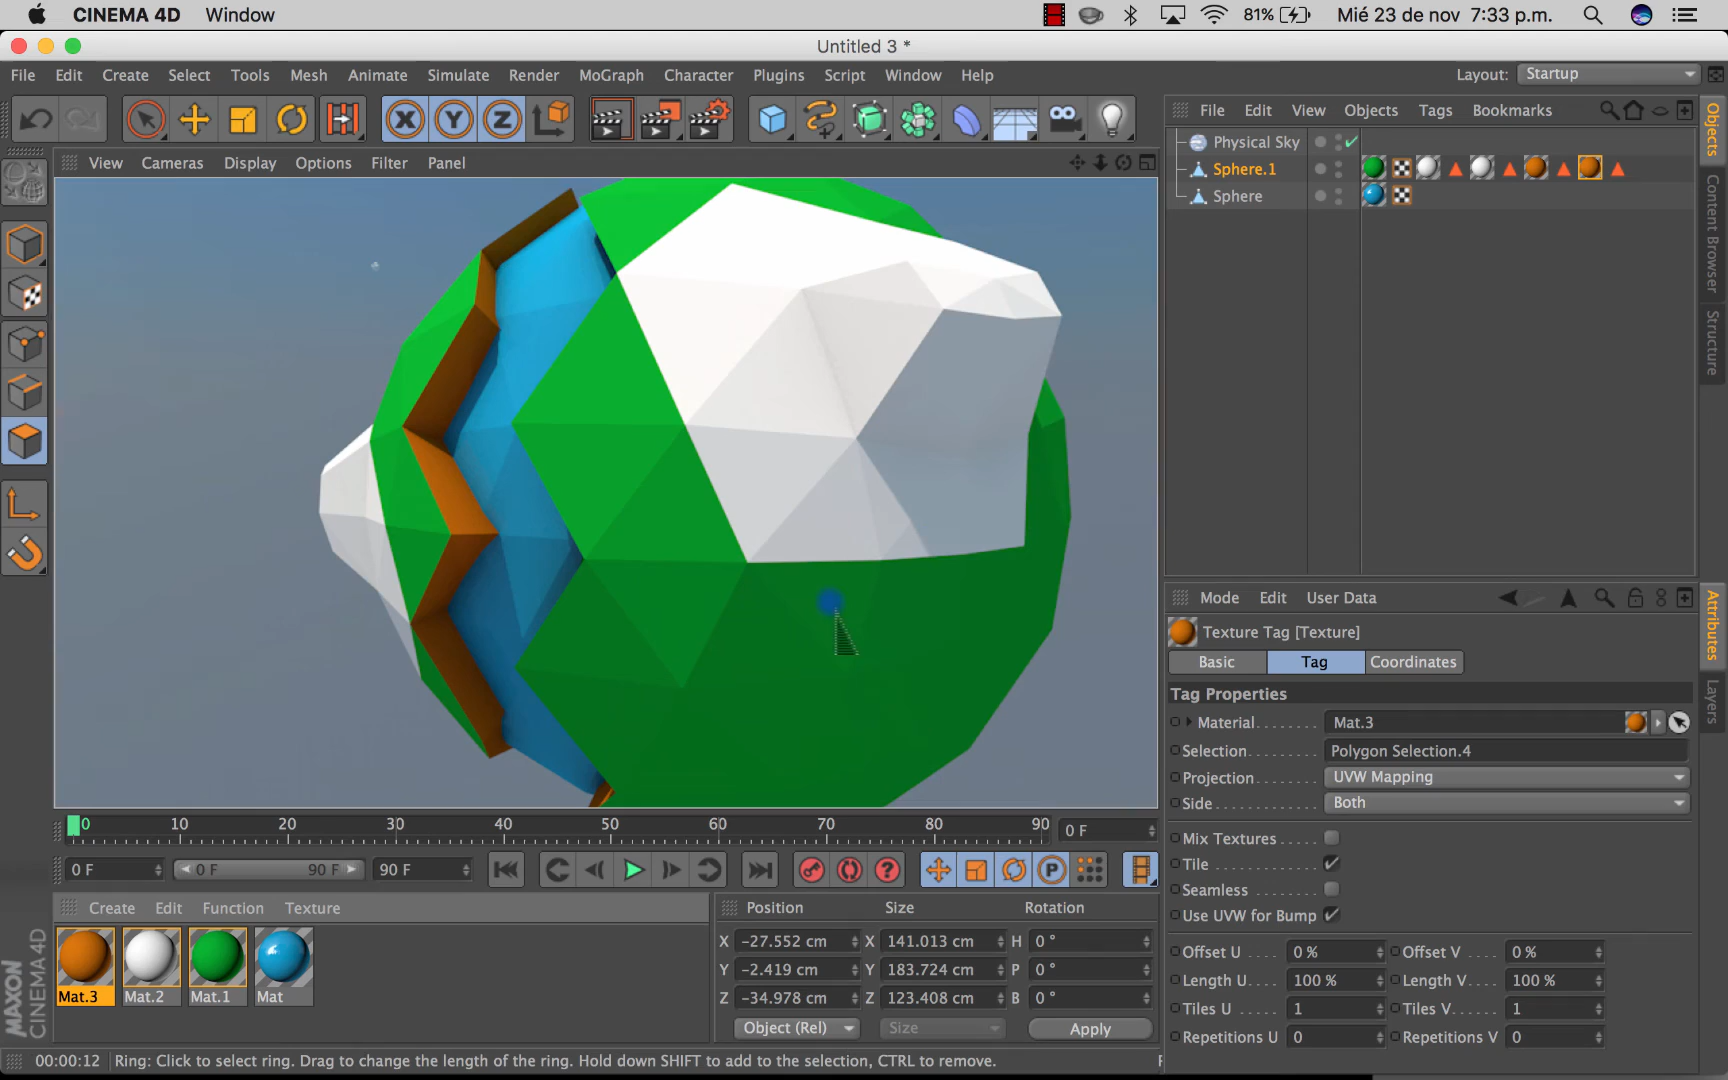 CINEMA 4D Window 81% Mié 23 de nov 7:33 p.m.
Untitled 3 *
File Edit Create Select Tools Mesh Animate Simulate Render MoGraph Character Plugins Script Window Help Layout: Startup
X Y Z
File Edit View Objects Tags Bookmarks
View Cameras Display Options Filter Panel
Physical Sky
Sphere.1
Sphere
Objects
Content Browser
Structure
Mode Edit User Data
Texture Tag [Texture]
Basic Tag Coordinates
Tag Properties
Material Mat.3
Selection Polygon Selection.4
Projection UVW Mapping
Side Both
Mix Textures
Tile
Seamless
Use UVW for Bump
Offset U 0 % Offset V 0 %
Length U 100 % Length V 100 %
Tiles U 1 Tiles V 1
Repetitions U 0 Repetitions V 0
Attributes
Layers
0 10 20 30 40 50 60 70 80 90 0 F
0 F 0 F 90 F 90 F P
Create Edit Function Texture
Mat.3 Mat.2 Mat.1 Mat
Position Size Rotation
X -27.552 cm X 141.013 cm H 0 °
Y -2.419 cm Y 183.724 cm P 0 °
Z -34.978 cm Z 123.408 cm B 0 °
Object (Rel) Size Apply
MAXON
CINEMA 4D
00:00:12 Ring: Click to select ring. Drag to change the length of the ring. Hold down SHIFT to add to the selection, CTRL to remove.